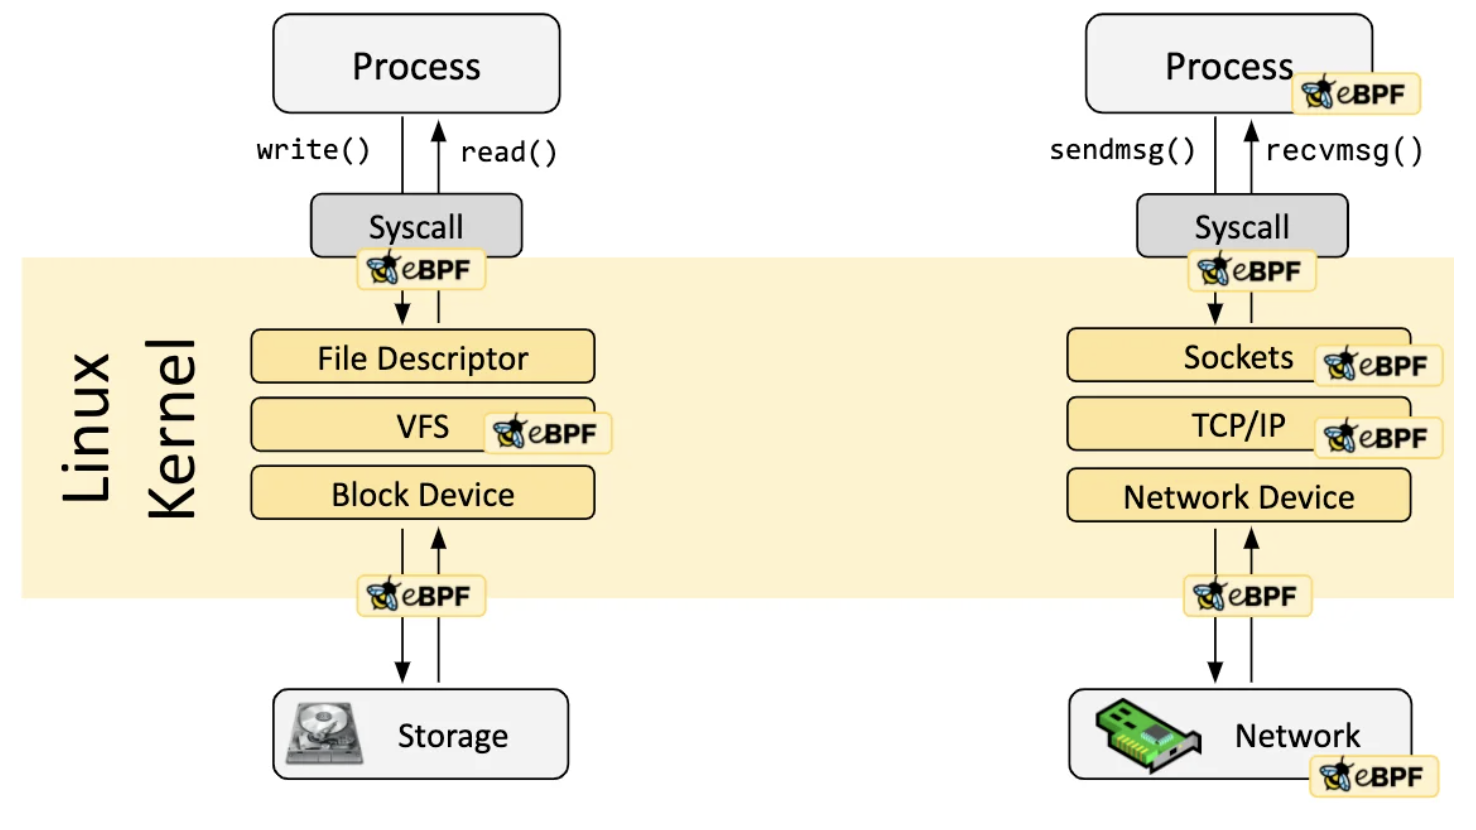 Process
Process
eBPF
write()
read()
sendmsg()
recvmsg()
Syscall
eBPF
Syscall
eBPF
Linux
Kernel
File Descriptor
Sockets
eBPF
VFS
eBPF
TCP/IP
eBPF
Block Device
Network Device
eBPF
eBPF
Storage
Network
eBPF